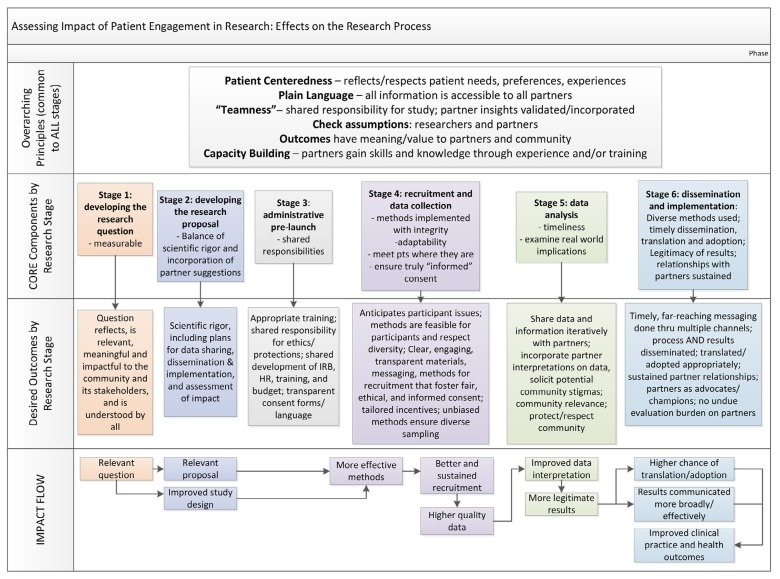 Assessing Impact of Patient Engagement in Research: Effects on the Research Process
Phase
Overarching
Principles (common
to ALL stages)
Patient Centeredness – reflects/respects patient needs, preferences, experiences
Plain Language – all information is accessible to all partners
“Teamness”– shared responsibility for study; partner insights validated/incorporated
Check assumptions: researchers and partners
Outcomes have meaning/value to partners and community
Capacity Building – partners gain skills and knowledge through experience and/or training
CORE Components by
Research Stage
Stage 1:
developing the
research
question
- measurable
Stage 2: developing
the research
proposal
- Balance of
scientific rigor and
incorporation of
partner suggestions
Stage 3:
administrative
pre-launch
- shared
responsibilities
Stage 4: recruitment and
data collection
- methods implemented
with integrity
-adaptability
- meet pts where they are
- ensure truly “informed”
consent
Stage 5: data
analysis
- timeliness
- examine real world
implications
Stage 6: dissemination
and implementation:
Diverse methods used;
timely dissemination,
translation and adoption;
Legitimacy of results;
relationships with
partners sustained
Desired Outcomes by
Research Stage
Question
reflects, is
relevant,
meaningful and
impactful to the
community and
its stakeholders,
and is
understood by
all
Scientific rigor,
including plans
for data sharing,
dissemination &
implementation,
and assessment
of impact
Appropriate training;
shared responsibility
for ethics/
protections; shared
development of IRB,
HR, training, and
budget; transparent
consent forms/
language
Anticipates participant issues;
methods are feasible for
participants and respect
diversity; Clear, engaging,
transparent materials,
messaging, methods for
recruitment that foster fair,
ethical, and informed consent;
tailored incentives; unbiased
methods ensure diverse
sampling
Share data and
information iteratively
with partners;
incorporate partner
interpretations on data,
solicit potential
community stigmas;
community relevance;
protect/respect
community
Timely, far-reaching messaging
done thru multiple channels;
process AND results
disseminated; translated/
adopted appropriately;
sustained partner relationships;
partners as advocates/
champions; no undue
evaluation burden on partners
IMPACT FLOW
Relevant
question
Relevant
proposal
Improved study
design
More effective
methods
Better and
sustained
recruitment
Higher quality
data
Improved data
interpretation
More legitimate
results
Higher chance of
translation/adoption
Results communicated
more broadly/
effectively
Improved clinical
practice and health
outcomes